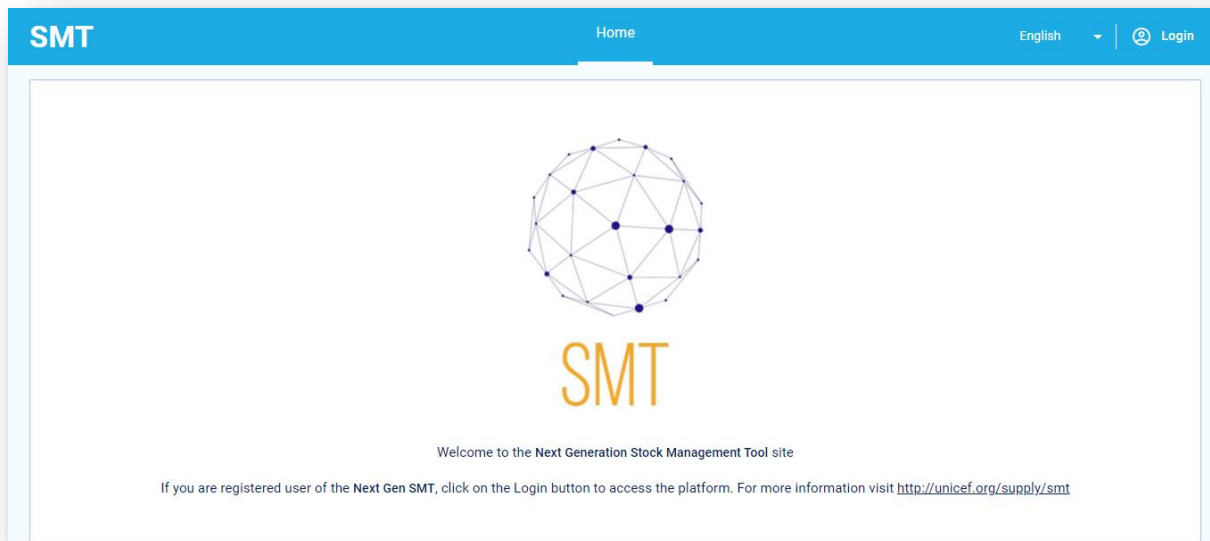 SMT
Home
English
Login
SMT
Welcome to the Next Generation Stock Management Tool site
If you are registered user of the Next Gen SMT, click on the Login button to access the platform. For more information visit http://unicef.org/supply/smt